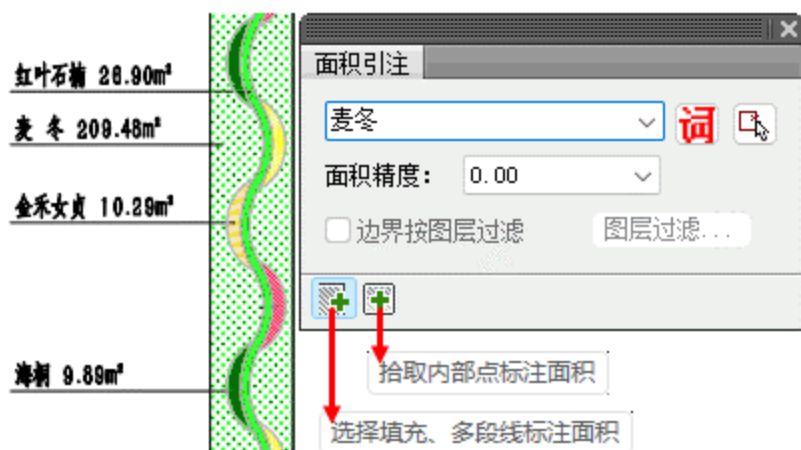 红叶石楠 26.90m²
麦 冬 209.48m²
金禾女贞 10.29m²
海桐 9.89m²
面积引注
麦冬
词
面积精度：
0.00
边界按图层过滤
图层过滤...
拾取内部点标注面积
选择填充、多段线标注面积